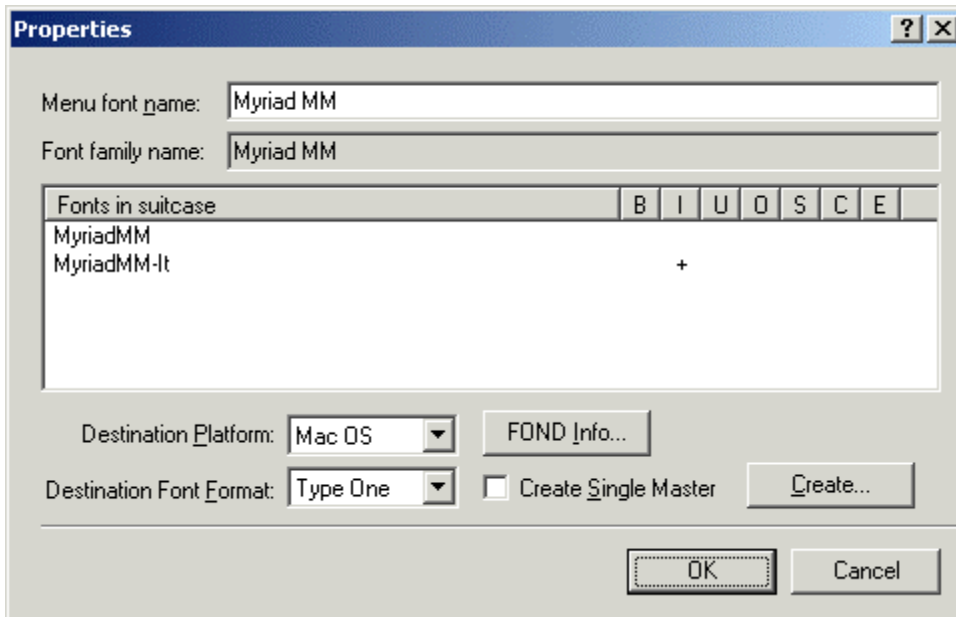 Properties
Menu font name: Myriad MM
Font family name: Myriad MM
Fonts in suitcase B I U O S C E
MyriadMM
MyriadMM-It +
Destination Platform: Mac OS FOND Info...
Destination Font Format: Type One Create Single Master Create...
OK Cancel